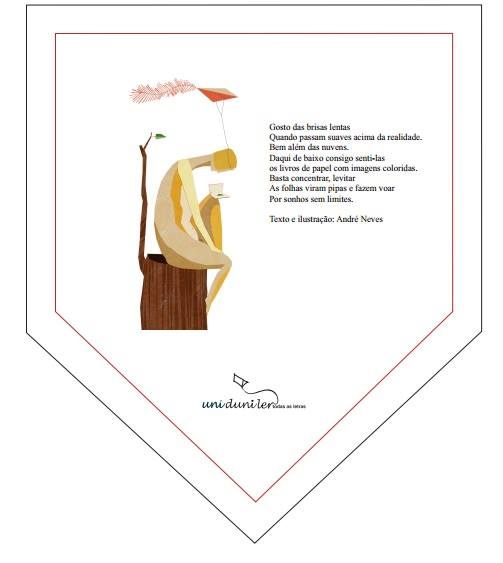 Gosto das brisas lentas
Quando passam suaves acima da realidade.
Bem além das nuvens.
Daqui de baixo consigo senti-las
os livros de papel com imagens coloridas.
Basta concentrar, levitar
As folhas viram pipas e fazem voar
Por sonhos sem limites.
Texto e ilustração: André Neves
uniduniler todas as letras